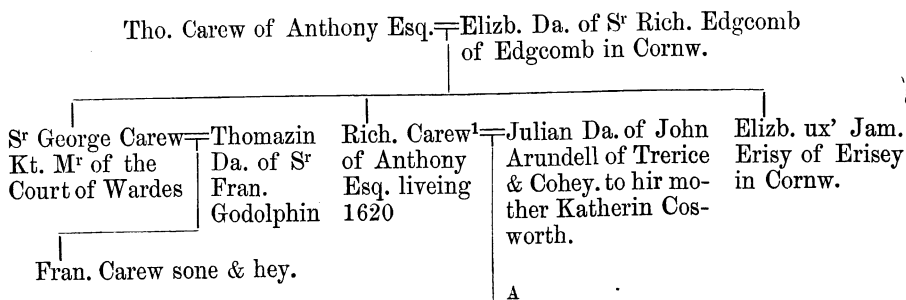 Tho. Carew of Anthony Esq.
Elizb. Da. of Sr Rich. Edgcomb
of Edgcomb in Cornw.
Sr George Carew
Kt. Mr of the
Court of Wardes
Thomazin
Da. of Sr
Fran.
Godolphin
Rich. Carew1
of Anthony
Esq. liveing
1620
Julian Da. of John
Arundell of Trerice
& Cohey. to hir mo-
ther Katherin Cos-
worth.
Elizb. ux' Jam.
Erisy of Erisey
in Cornw.
Fran. Carew sone & hey.
A